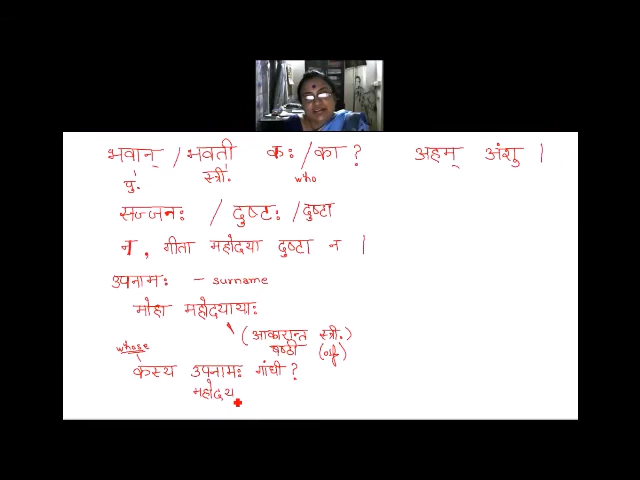 भवान् / भवती कः / का ? अहम् अंशु ।
पुं. स्त्री. who
सज्जनः / दुष्टः / दुष्टा
न, गीता महोदया दुष्टा न ।
उपनामः - surname
मोहा महोदयायाः
(आकारान्त स्त्री.)
षष्ठी (of)
whose
कस्य उपनामः गांधी ?
महोदय